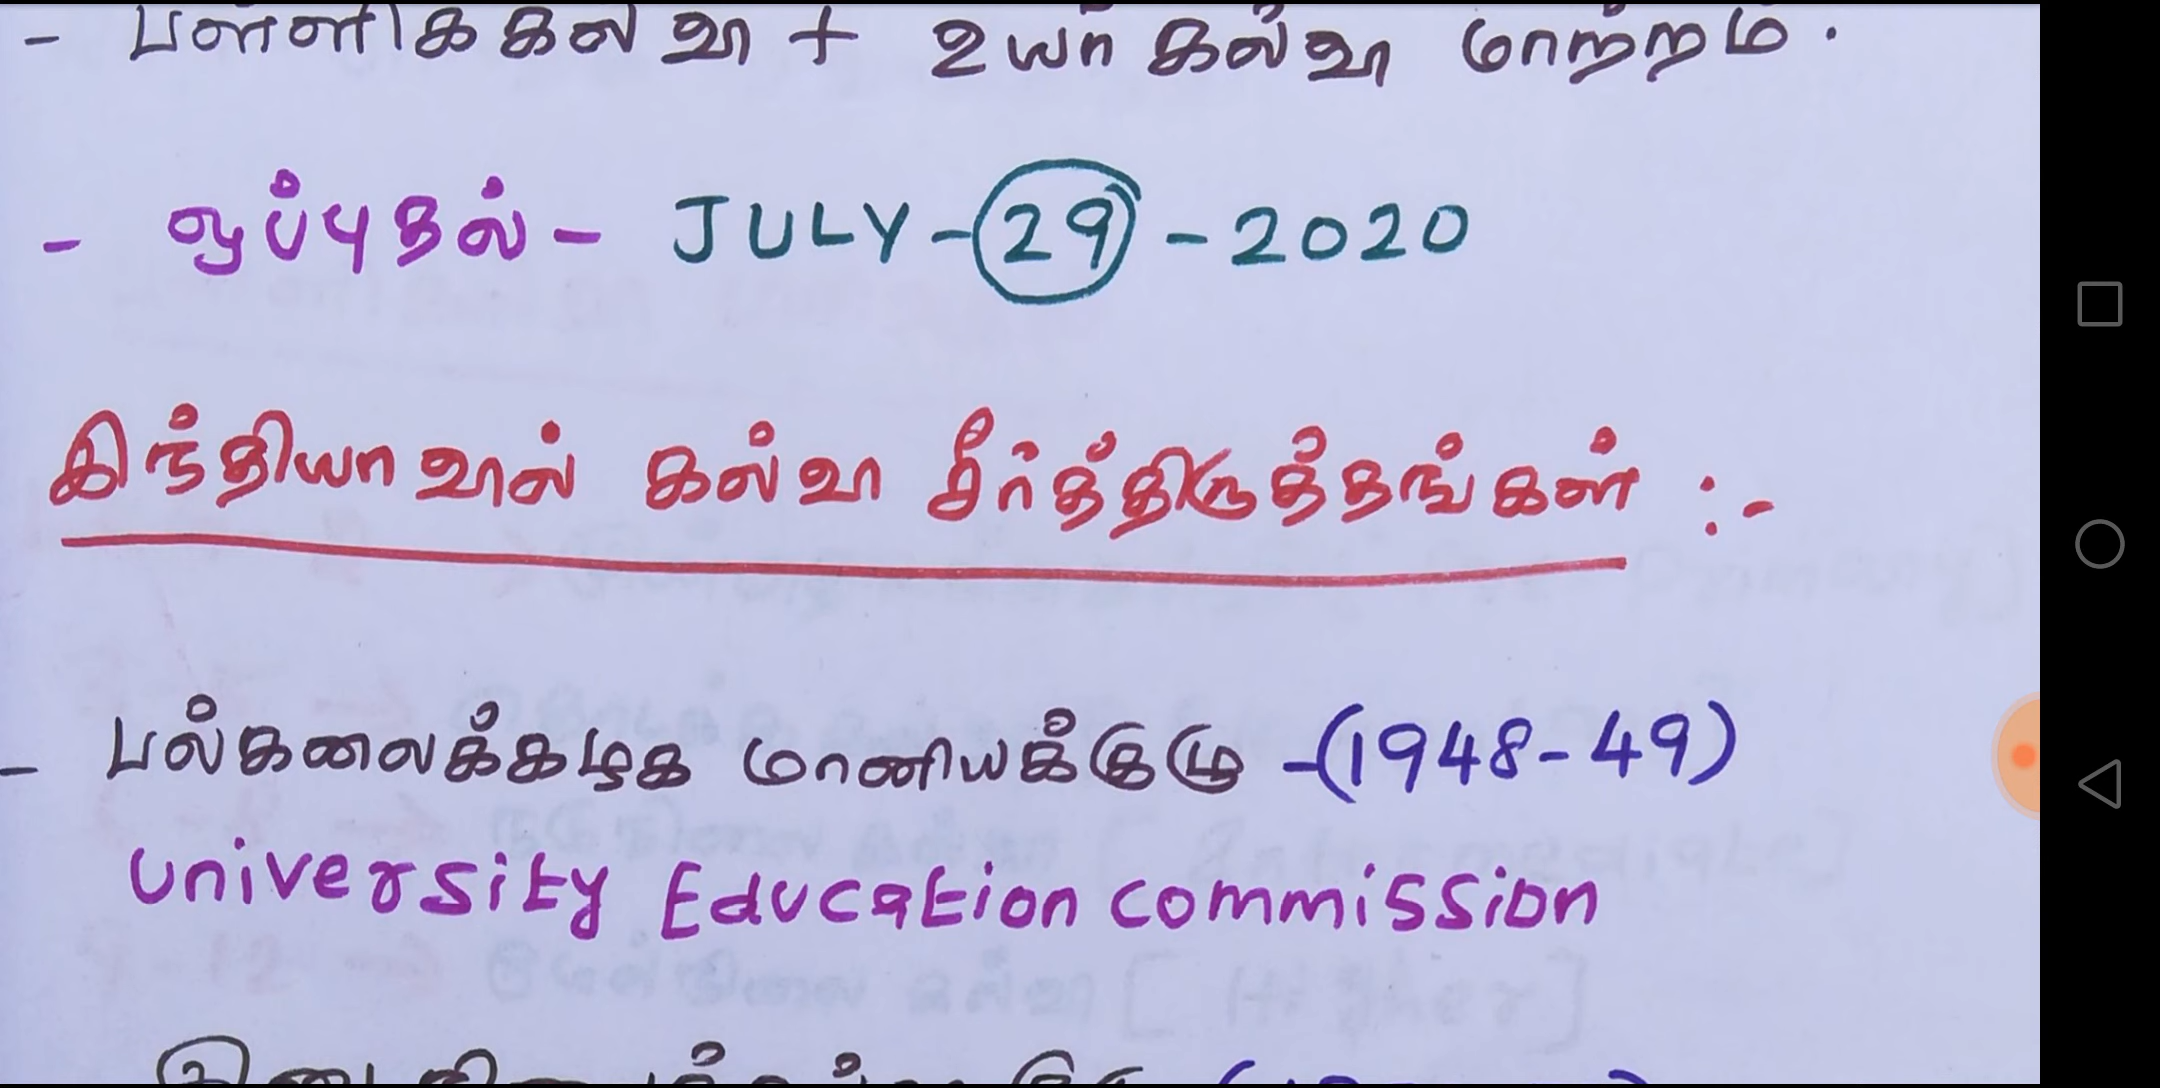 - பள்ளிக்கல்வி + உயர்கல்வி மாற்றம்.
- ஒப்புதல் - JULY - 29 - 2020
இந்தியாவில் கல்வி சீர்த்திருத்தங்கள் :-
- பல்கலைக்கழக மானியக்குழு - (1948-49)
University Education commission